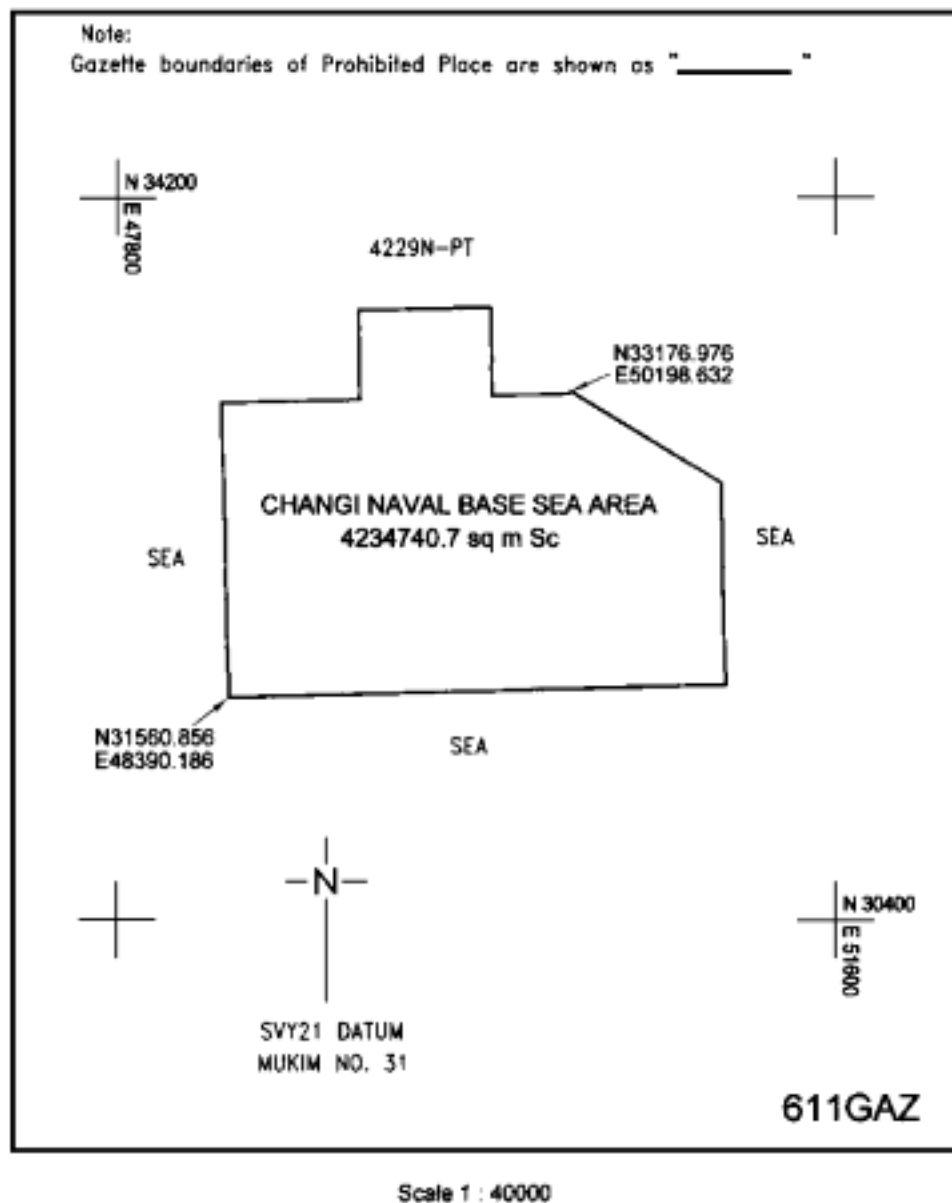 Note:
Gazette boundaries of Prohibited Place are shown as "________ "
N 34200
E 47800
4229N-PT
N33176.976
E50198.632
CHANGI NAVAL BASE SEA AREA
4234740.7 sq m Sc
SEA
SEA
N31560.856
E48390.186
SEA
N
N 30400
E 51600
SVY21 DATUM
MUKIM NO. 31
611GAZ
Scale 1 : 40000